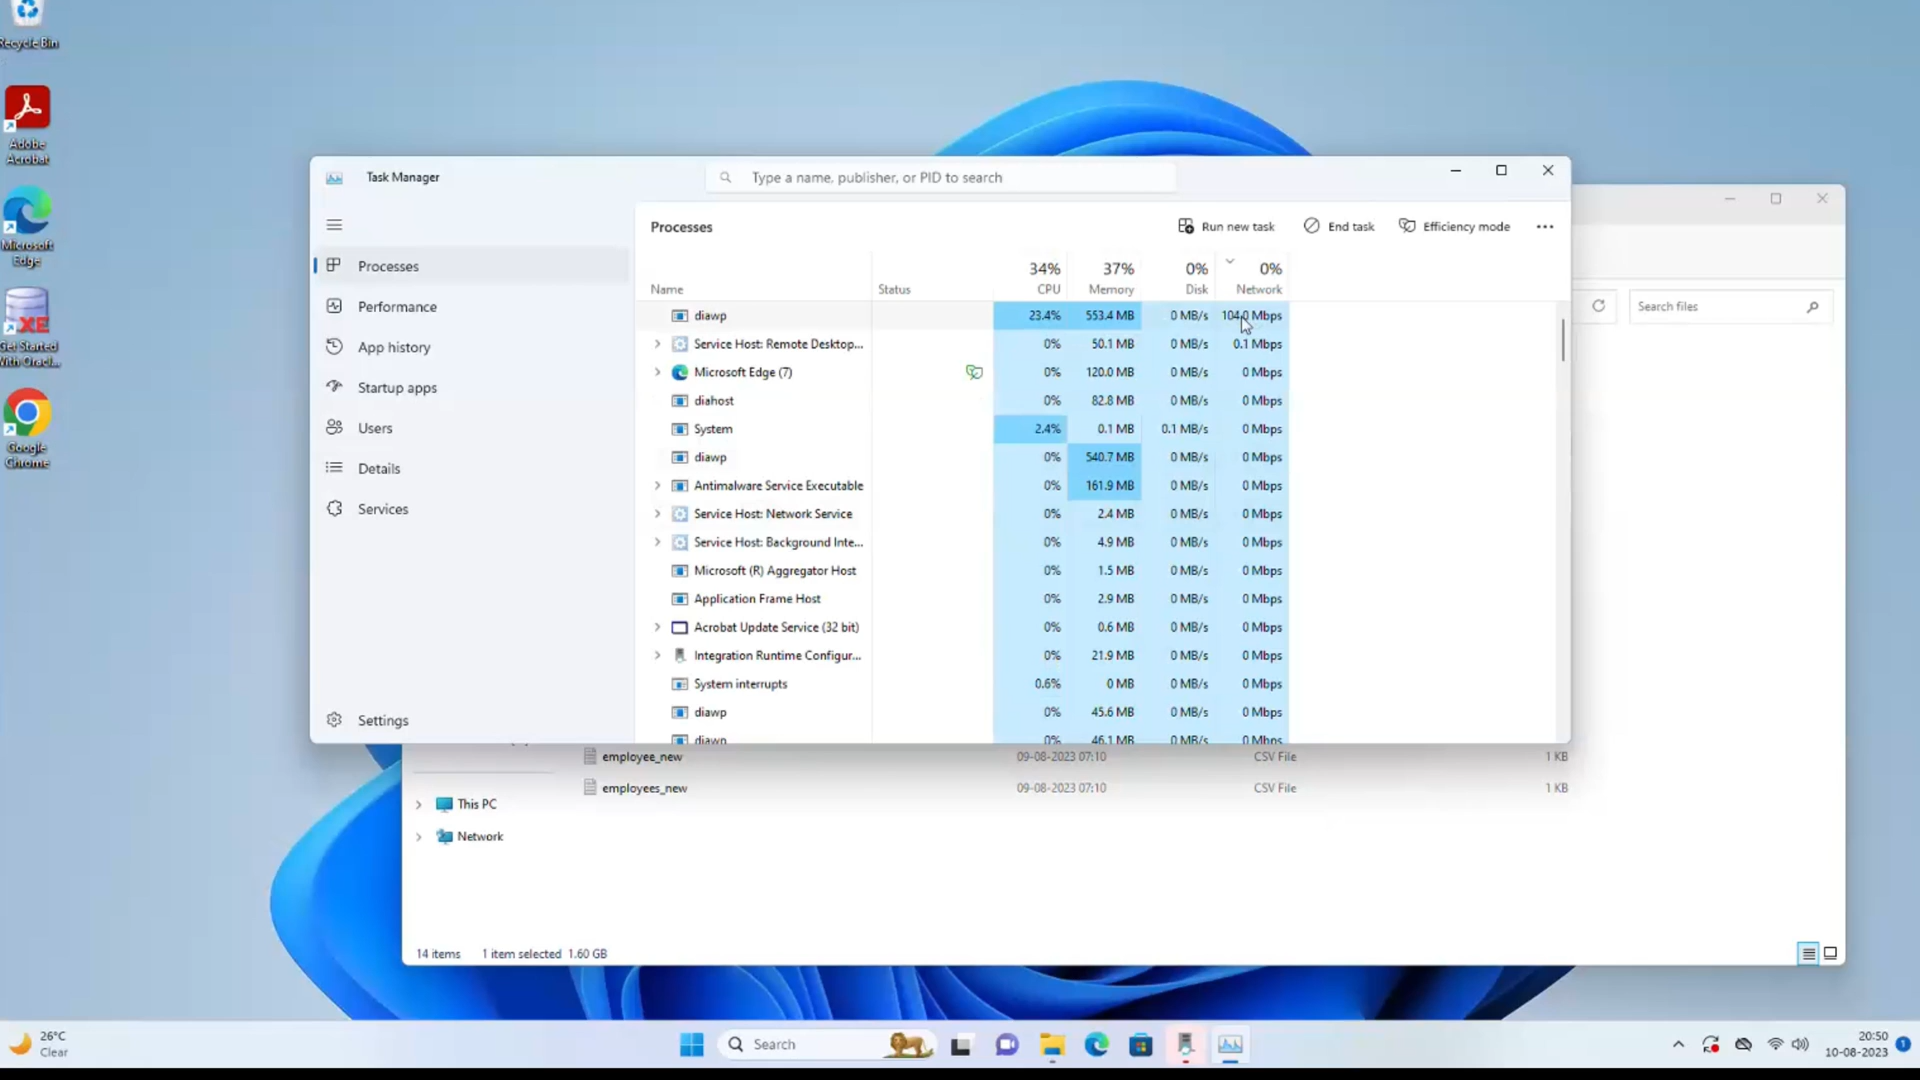 Recycle Bin
Adobe
Acrobat
Microsoft
Edge
XE
Get Started
With Oracl...
Google
Chrome
Task Manager
Type a name, publisher, or PID to search
Processes
Performance
App history
Startup apps
Users
Details
Services
Settings
Processes
Run new task
End task
Efficiency mode
34% 37% 0% 0%
Name Status CPU Memory Disk Network
diawp 23.4% 553.4 MB 0 MB/s 104.0 Mbps
Service Host: Remote Desktop... 0% 50.1 MB 0 MB/s 0.1 Mbps
Microsoft Edge (7) 0% 120.0 MB 0 MB/s 0 Mbps
diahost 0% 82.8 MB 0 MB/s 0 Mbps
System 2.4% 0.1 MB 0.1 MB/s 0 Mbps
diawp 0% 540.7 MB 0 MB/s 0 Mbps
Antimalware Service Executable 0% 161.9 MB 0 MB/s 0 Mbps
Service Host: Network Service 0% 2.4 MB 0 MB/s 0 Mbps
Service Host: Background Inte... 0% 4.9 MB 0 MB/s 0 Mbps
Microsoft (R) Aggregator Host 0% 1.5 MB 0 MB/s 0 Mbps
Application Frame Host 0% 2.9 MB 0 MB/s 0 Mbps
Acrobat Update Service (32 bit) 0% 0.6 MB 0 MB/s 0 Mbps
Integration Runtime Configur... 0% 21.9 MB 0 MB/s 0 Mbps
System interrupts 0.6% 0 MB 0 MB/s 0 Mbps
diawp 0% 45.6 MB 0 MB/s 0 Mbps
diawp 0% 46.1 MB 0 MB/s 0 Mbps
Search files
employee_new 09-08-2023 07:10 CSV File 1 KB
employees_new 09-08-2023 07:10 CSV File 1 KB
This PC
Network
14 items 1 item selected 1.60 GB
26°C
Clear
Search
20:50
10-08-2023
1